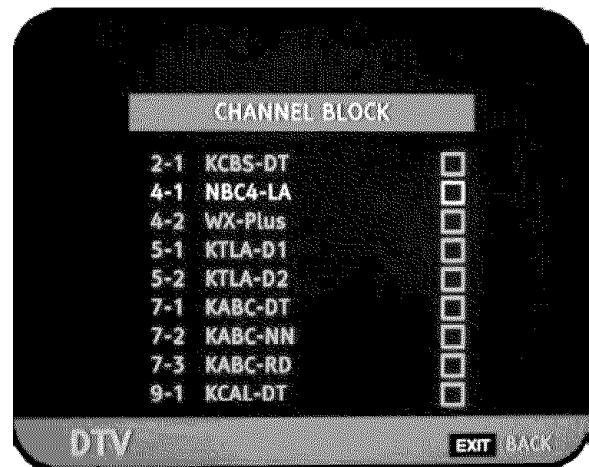 CHANNEL BLOCK
2-1 KCBS-DT
4-1 NBC4-LA
4-2 WX-Plus
5-1 KTLA-D1
5-2 KTLA-D2
7-1 KABC-DT
7-2 KABC-NN
7-3 KABC-RD
9-1 KCAL-DT
DTV EXIT BACK